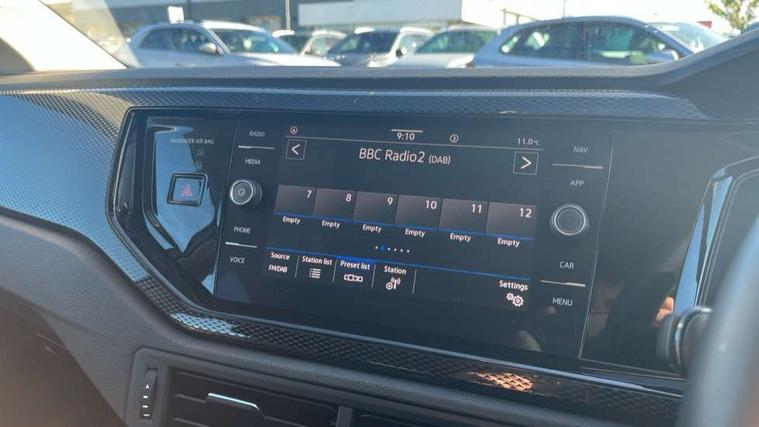 PASSENGER AIR BAG
RADIO
MEDIA
PHONE
VOICE
9:10
11.0°C
BBC Radio2 (DAB)
7 8 9 10 11 12
Empty Empty Empty Empty Empty Empty
Source Station list Preset list Station Settings
FM/DAB
NAV
APP
CAR
MENU